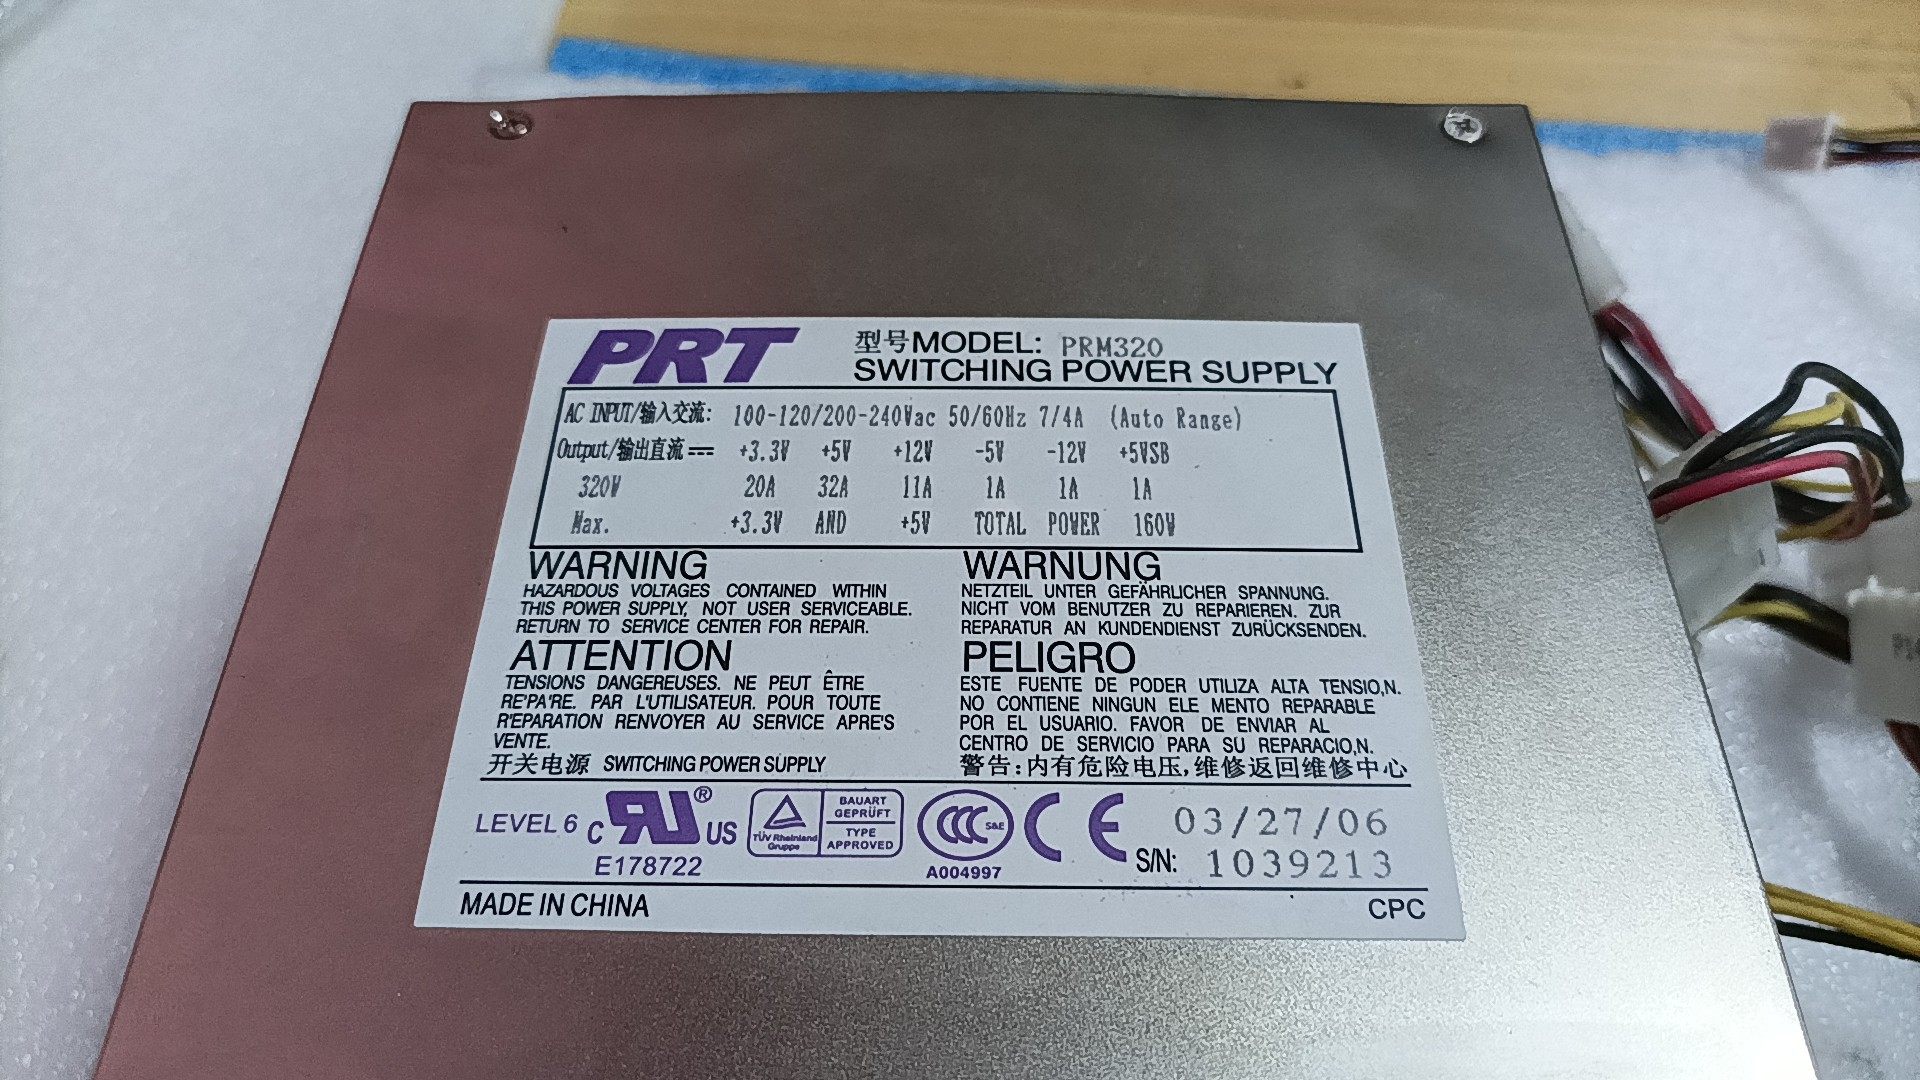 PRT
型号MODEL: PRM320
SWITCHING POWER SUPPLY
AC INPUT/输入交流: 100-120/200-240Vac 50/60Hz 7/4A (Auto Range)
Output/输出直流 +3.3V +5V +12V -5V -12V +5VSB
320W 20A 32A 11A 1A 1A 1A
Max. +3.3V AND +5V TOTAL POWER 160W
WARNING
HAZARDOUS VOLTAGES CONTAINED WITHIN
THIS POWER SUPPLY, NOT USER SERVICEABLE.
RETURN TO SERVICE CENTER FOR REPAIR.
WARNUNG
NETZTEIL UNTER GEFÄHRLICHER SPANNUNG.
NICHT VOM BENUTZER ZU REPARIEREN. ZUR
REPARATUR AN KUNDENDIENST ZURÜCKSENDEN.
ATTENTION
TENSIONS DANGEREUSES. NE PEUT ÊTRE
RE'PA'RE. PAR L'UTILISATEUR. POUR TOUTE
R'EPARATION RENVOYER AU SERVICE APRE'S
VENTE.
开关电源 SWITCHING POWER SUPPLY
PELIGRO
ESTE FUENTE DE PODER UTILIZA ALTA TENSIO,N.
NO CONTIENE NINGUN ELE MENTO REPARABLE
POR EL USUARIO. FAVOR DE ENVIAR AL
CENTRO DE SERVICIO PARA SU REPARACIO,N.
警告:内有危险电压,维修返回维修中心
LEVEL 6 C RU ® US
E178722
TÜV Rheinland
Gruppe
BAUART
GEPRÜFT
TYPE
APPROVED
CCC S&E
A004997
CE
03/27/06
S/N: 1039213
MADE IN CHINA
CPC